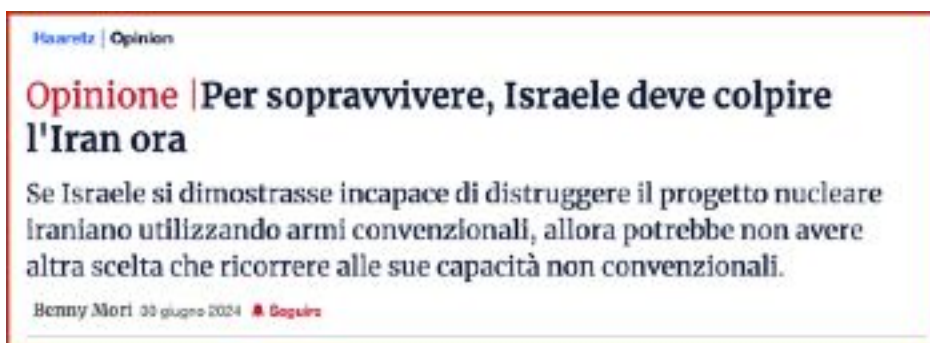 Haaretz | Opinion
Opinione |Per sopravvivere, Israele deve colpire
l'Iran ora
Se Israele si dimostrasse incapace di distruggere il progetto nucleare
iraniano utilizzando armi convenzionali, allora potrebbe non avere
altra scelta che ricorrere alle sue capacità non convenzionali.
Benny Mori 30 giugno 2024 Seguire